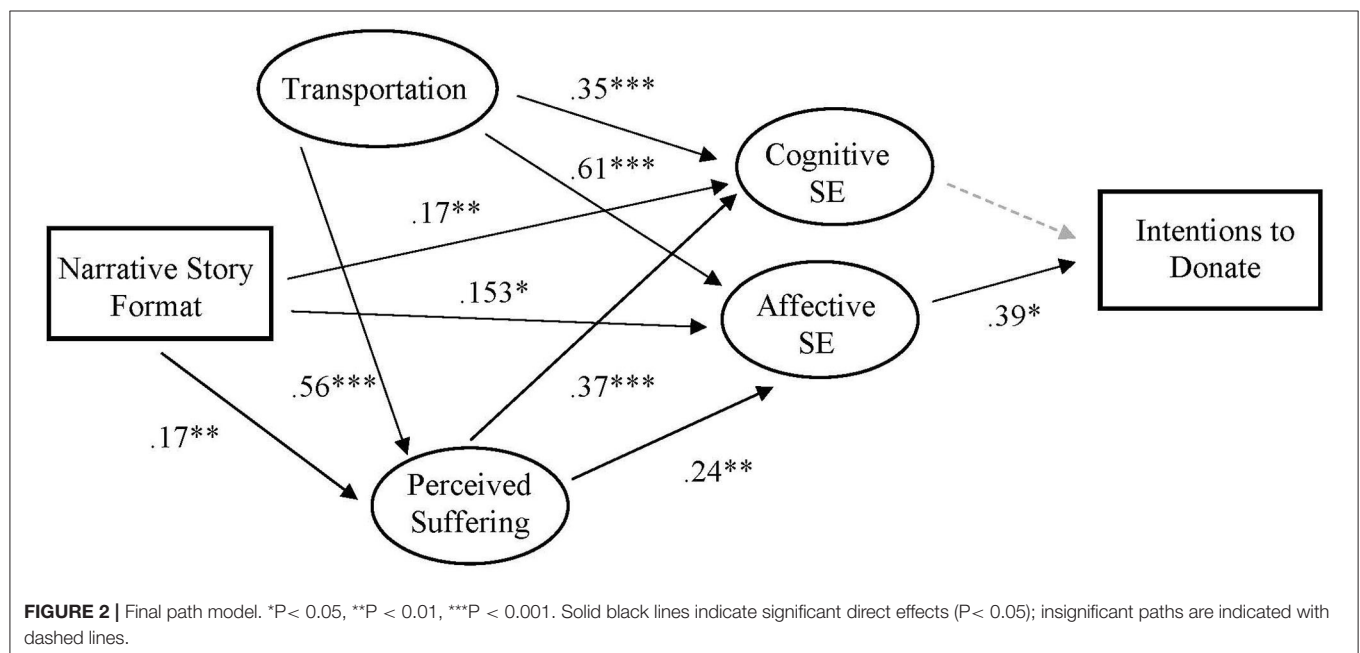 Transportation
.35***
Cognitive
SE
.61***
.17**
Intentions to
Donate
Narrative Story
Format
.153*
Affective
SE
.39*
.56***
.37***
.17**
.24**
Perceived
Suffering
FIGURE 2 | Final path model. *P< 0.05, **P < 0.01, ***P < 0.001. Solid black lines indicate significant direct effects (P< 0.05); insignificant paths are indicated with
dashed lines.